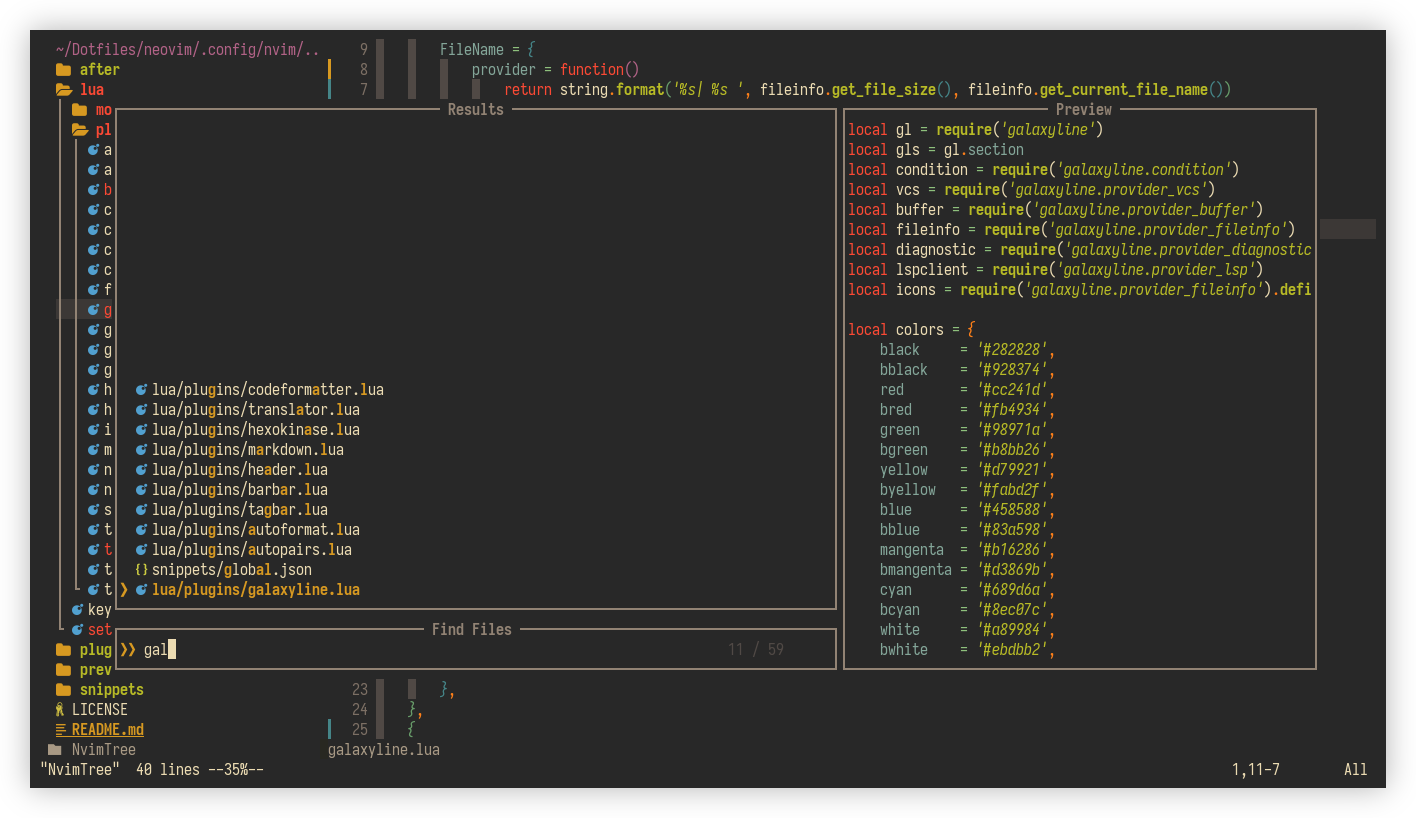 ~/Dotfiles/neovim/.config/nvim/.. 9 FileName = {
after 8 provider = function()
lua 7 return string.format('%s| %s ', fileinfo.get_file_size(), fileinfo.get_current_file_name())
mo Results Preview
pl local gl = require('galaxyline')
a local gls = gl.section
a local condition = require('galaxyline.condition')
b local vcs = require('galaxyline.provider_vcs')
c local buffer = require('galaxyline.provider_buffer')
c local fileinfo = require('galaxyline.provider_fileinfo')
c local diagnostic = require('galaxyline.provider_diagnostic
c local lspclient = require('galaxyline.provider_lsp')
f local icons = require('galaxyline.provider_fileinfo').defi
g
g local colors = {
g black = '#282828',
g bblack = '#928374',
h lua/plugins/codeformatter.lua red = '#cc241d',
h lua/plugins/translator.lua bred = '#fb4934',
i lua/plugins/hexokinase.lua green = '#98971a',
m lua/plugins/markdown.lua bgreen = '#b8bb26',
n lua/plugins/header.lua yellow = '#d79921',
n lua/plugins/barbar.lua byellow = '#fabd2f',
s lua/plugins/tagbar.lua blue = '#458588',
t lua/plugins/autoformat.lua bblue = '#83a598',
t lua/plugins/autopairs.lua mangenta = '#b16286',
t {} snippets/global.json bmangenta = '#d3869b',
t ❯ lua/plugins/galaxyline.lua cyan = '#689d6a',
key bcyan = '#8ec07c',
set Find Files white = '#a89984',
plug ❯❯ gal 11 / 59 bwhite = '#ebdbb2',
prev
snippets 23 },
LICENSE 24 },
README.md 25 {
NvimTree galaxyline.lua
"NvimTree" 40 lines --35%-- 1,11-7 All